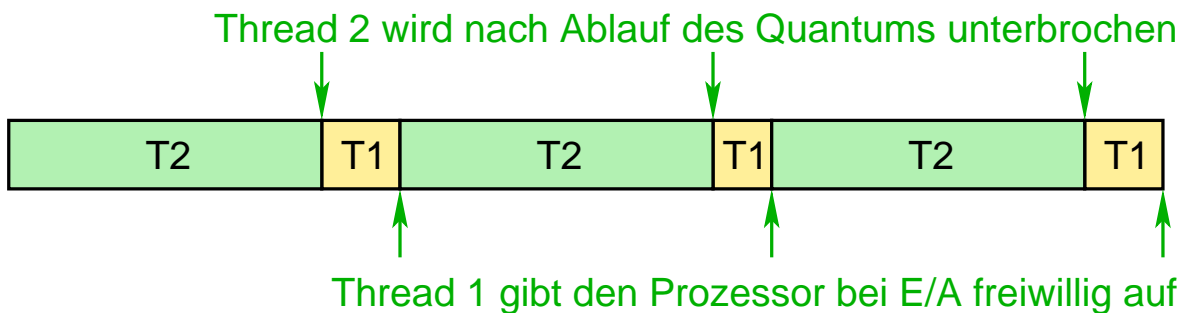 Thread 2 wird nach Ablauf des Quantums unterbrochen
T2 T1 T2 T1 T2 T1
Thread 1 gibt den Prozessor bei E/A freiwillig auf